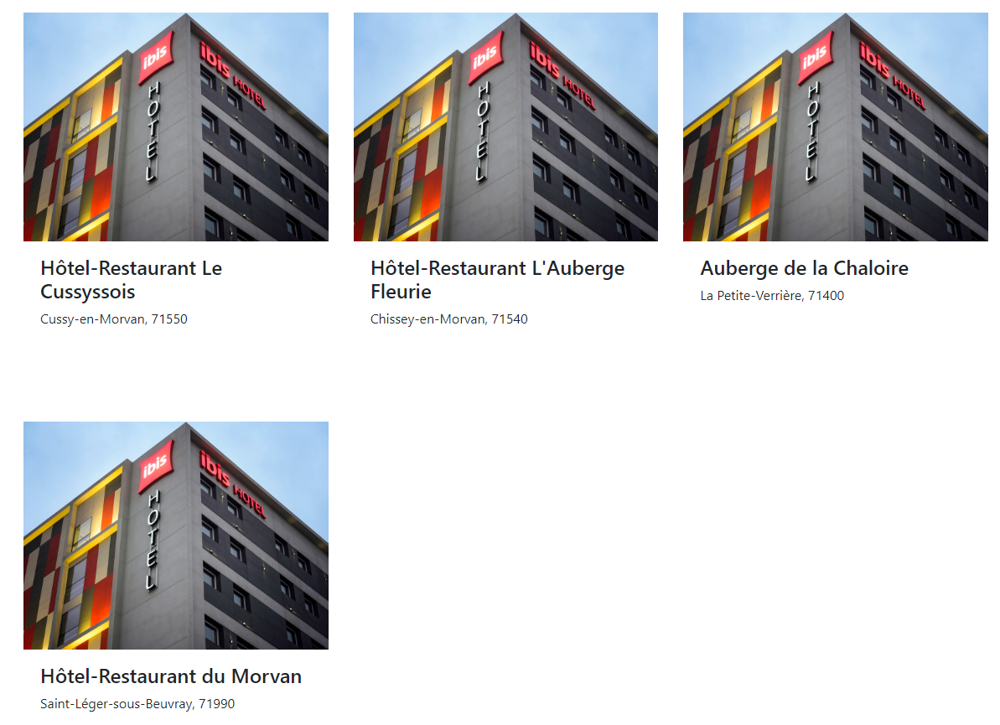 ibis
HOTEL
ibis HOTEL
ibis
HOTEL
ibis HOTEL
ibis
HOTEL
ibis HOTEL
Hôtel-Restaurant Le
Cussyssois
Cussy-en-Morvan, 71550
Hôtel-Restaurant L'Auberge
Fleurie
Chissey-en-Morvan, 71540
Auberge de la Chaloire
La Petite-Verrière, 71400
ibis
HOTEL
ibis HOTEL
Hôtel-Restaurant du Morvan
Saint-Léger-sous-Beuvray, 71990